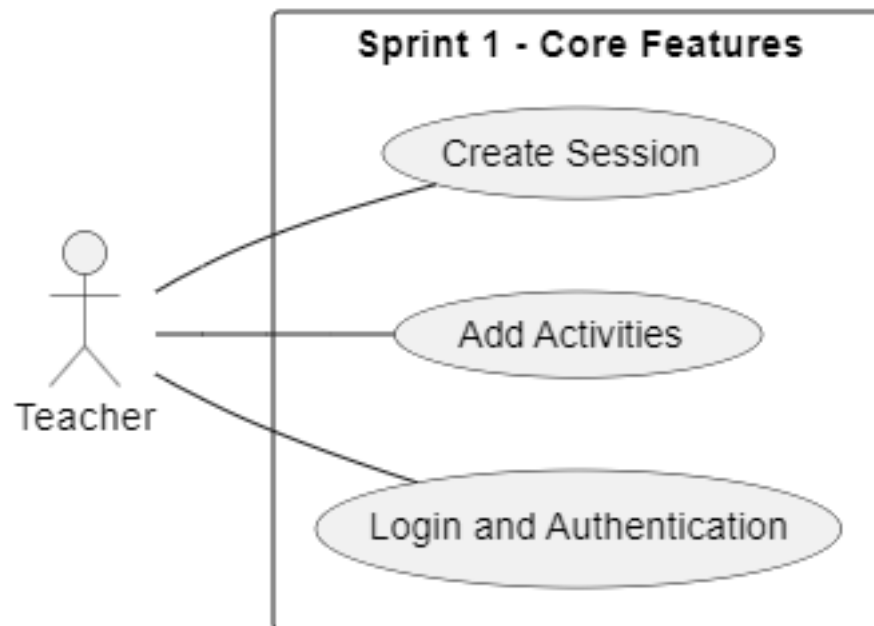 Sprint 1 - Core Features
Create Session
Add Activities
Teacher
Login and Authentication